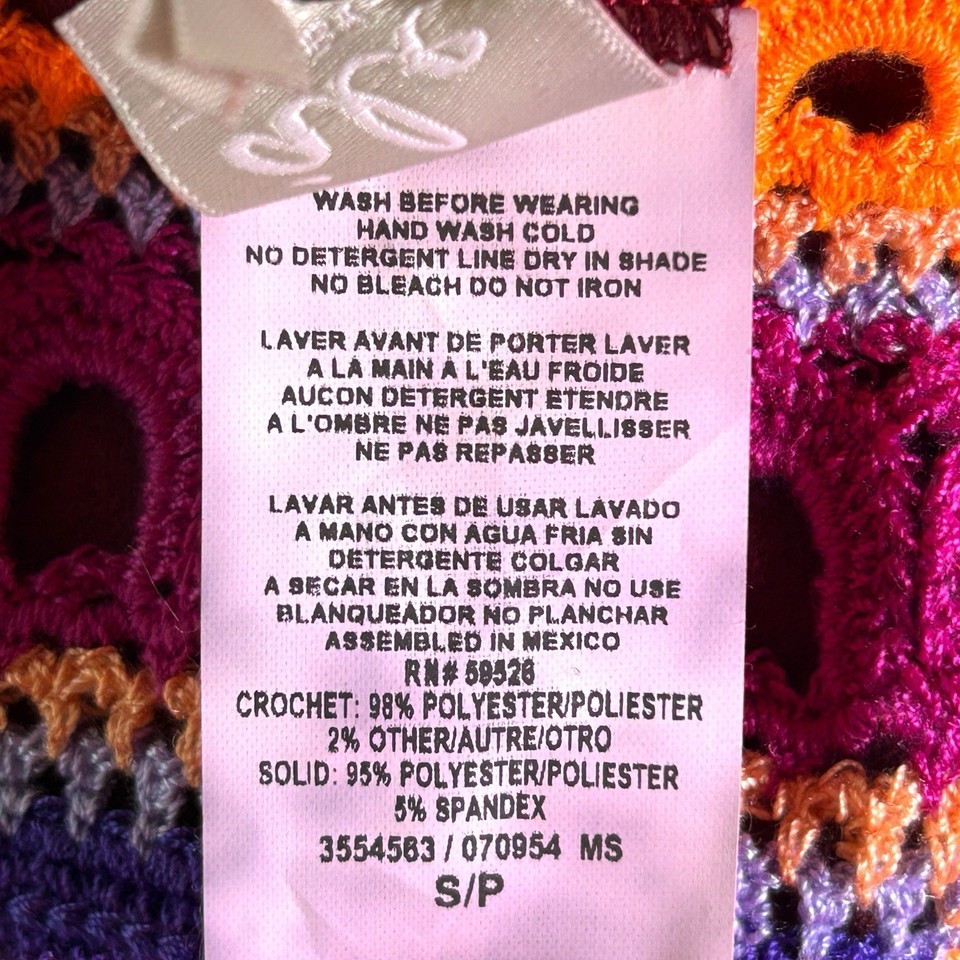 WASH BEFORE WEARING
HAND WASH COLD
NO DETERGENT LINE DRY IN SHADE
NO BLEACH DO NOT IRON
LAVER AVANT DE PORTER LAVER
A LA MAIN A L'EAU FROIDE
AUCON DETERGENT ETENDRE
A L'OMBRE NE PAS JAVELLISSER
NE PAS REPASSER
LAVAR ANTES DE USAR LAVADO
A MANO CON AGUA FRIA SIN
DETERGENTE COLGAR
A SECAR EN LA SOMBRA NO USE
BLANQUEADOR NO PLANCHAR
ASSEMBLED IN MEXICO
RN# 59526
CROCHET: 98% POLYESTER/POLIESTER
2% OTHER/AUTRE/OTRO
SOLID: 95% POLYESTER/POLIESTER
5% SPANDEX
3554563 / 070954 MS
S/P